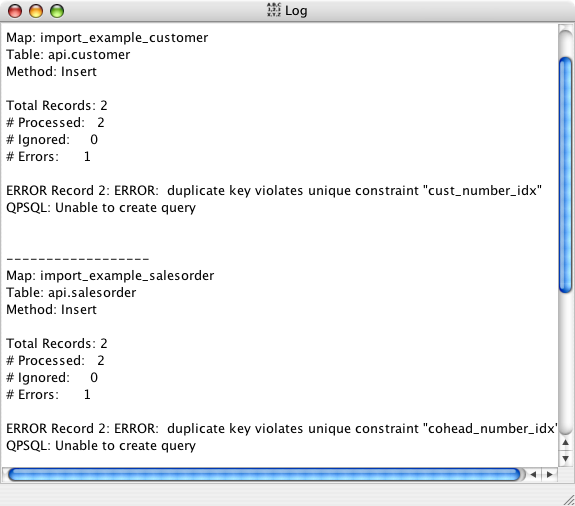 A,B,C
1,2,3
X,Y,Z
Log
Map: import_example_customer
Table: api.customer
Method: Insert
Total Records: 2
# Processed: 2
# Ignored: 0
# Errors: 1
ERROR Record 2: ERROR: duplicate key violates unique constraint "cust_number_idx"
QPSQL: Unable to create query
------------------
Map: import_example_salesorder
Table: api.salesorder
Method: Insert
Total Records: 2
# Processed: 2
# Ignored: 0
# Errors: 1
ERROR Record 2: ERROR: duplicate key violates unique constraint "cohead_number_idx"
QPSQL: Unable to create query